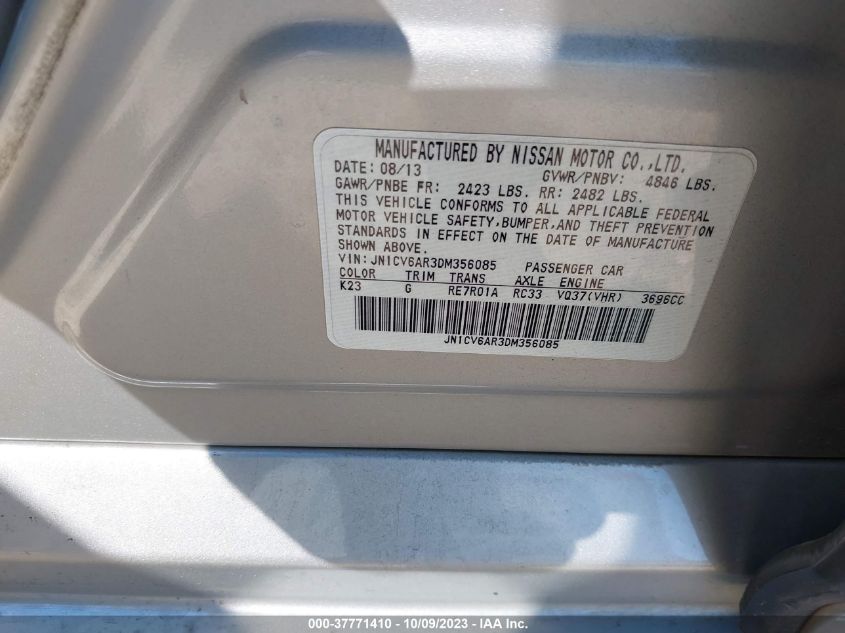 MANUFACTURED BY NISSAN MOTOR CO.,LTD.
DATE: 08/13 GVWR/PNBV: 4846 LBS.
GAWR/PNBE FR: 2423 LBS. RR: 2482 LBS.
THIS VEHICLE CONFORMS TO ALL APPLICABLE FEDERAL
MOTOR VEHICLE SAFETY,BUMPER,AND THEFT PREVENTION
STANDARDS IN EFFECT ON THE DATE OF MANUFACTURE
SHOWN ABOVE.
VIN: JN1CV6AR3DM356085 PASSENGER CAR
COLOR TRIM TRANS AXLE ENGINE
K23 G RE7R01A RC33 VQ37(VHR) 3696CC
JN1CV6AR3DM356085
000-37771410 | 10/09/2023 - IAA Inc.